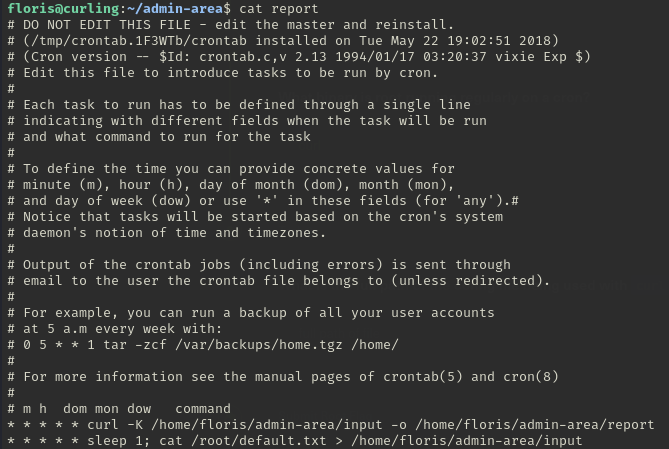 floris@curling:~/admin-area$ cat report
# DO NOT EDIT THIS FILE - edit the master and reinstall.
# (/tmp/crontab.1F3WTb/crontab installed on Tue May 22 19:02:51 2018)
# (Cron version -- $Id: crontab.c,v 2.13 1994/01/17 03:20:37 vixie Exp $)
# Edit this file to introduce tasks to be run by cron.
#
# Each task to run has to be defined through a single line
# indicating with different fields when the task will be run
# and what command to run for the task
#
# To define the time you can provide concrete values for
# minute (m), hour (h), day of month (dom), month (mon),
# and day of week (dow) or use '*' in these fields (for 'any').#
# Notice that tasks will be started based on the cron's system
# daemon's notion of time and timezones.
#
# Output of the crontab jobs (including errors) is sent through
# email to the user the crontab file belongs to (unless redirected).
#
# For example, you can run a backup of all your user accounts
# at 5 a.m every week with:
# 0 5 * * 1 tar -zcf /var/backups/home.tgz /home/
#
# For more information see the manual pages of crontab(5) and cron(8)
#
# m h  dom mon dow   command
* * * * * curl -K /home/floris/admin-area/input -o /home/floris/admin-area/report
* * * * * sleep 1; cat /root/default.txt > /home/floris/admin-area/input